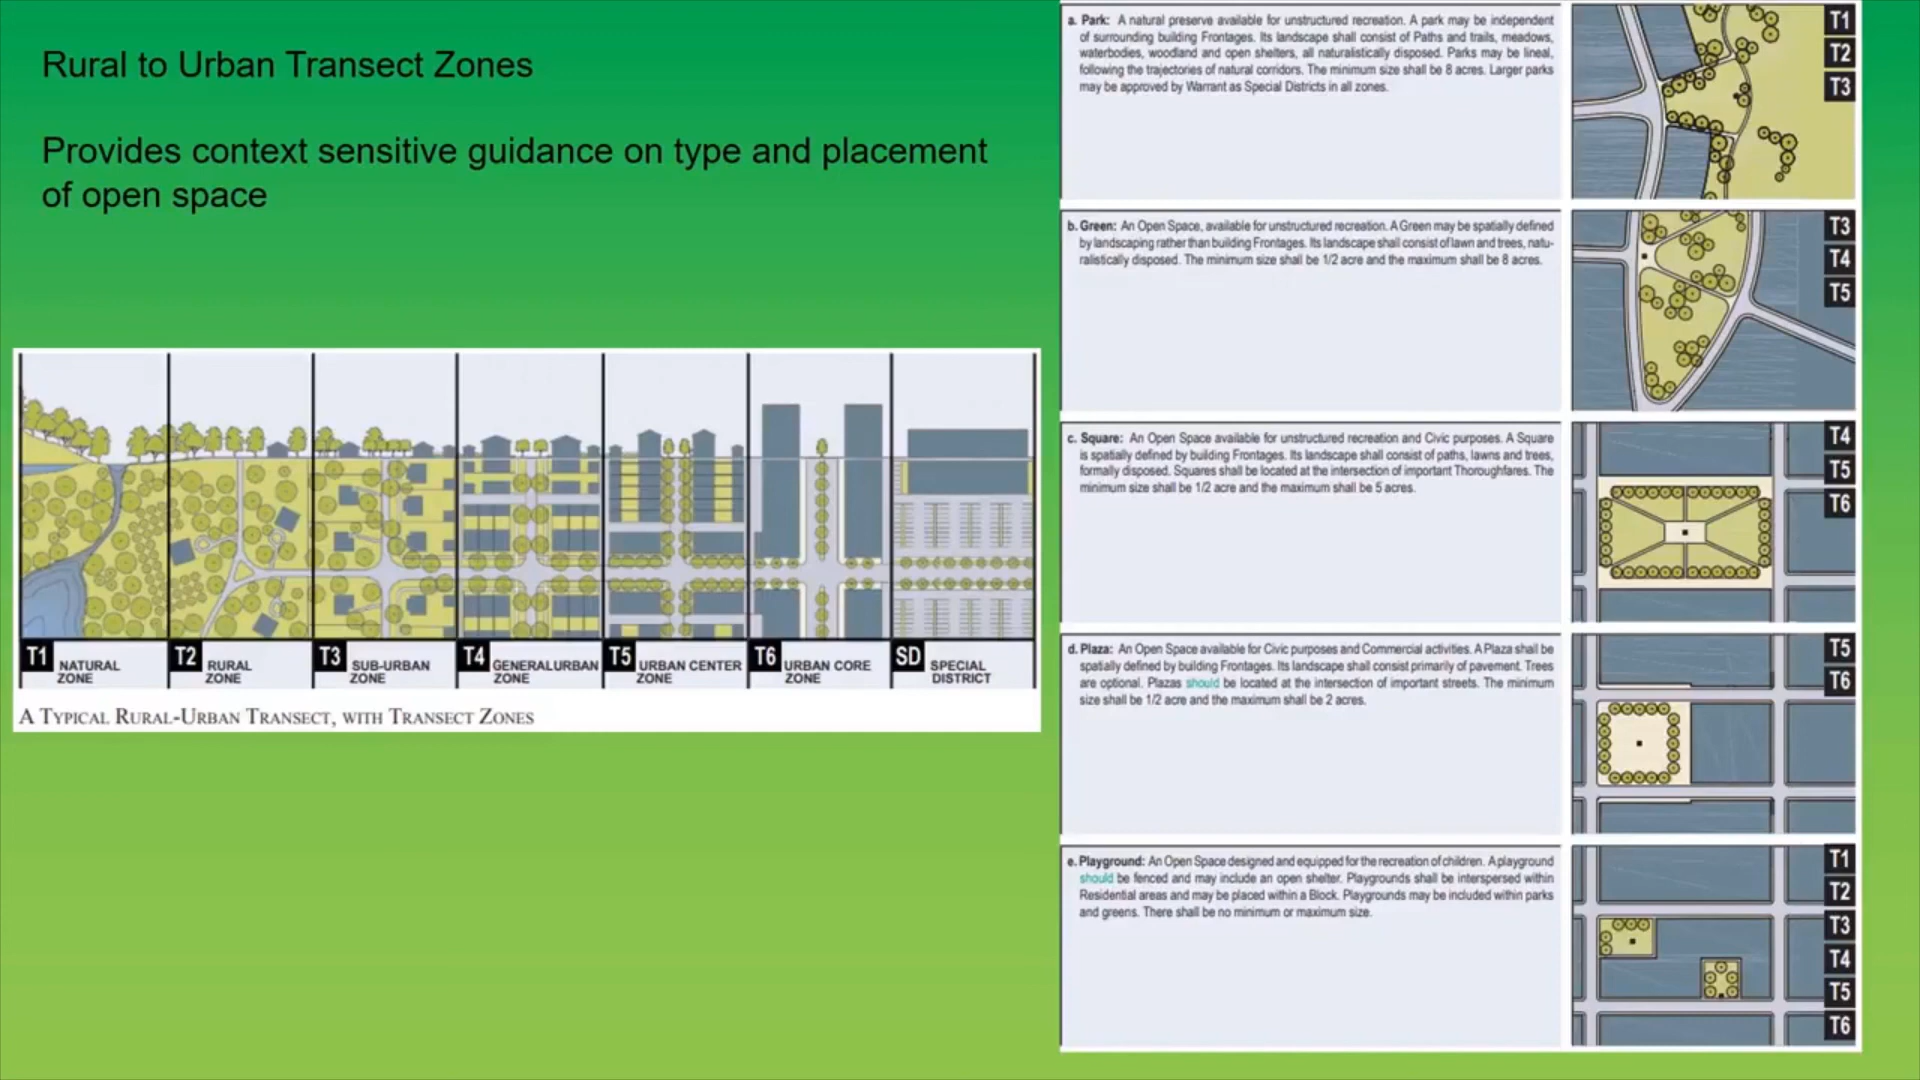 Rural to Urban Transect Zones
Provides context sensitive guidance on type and placement
of open space
T1 NATURAL
ZONE
T2 RURAL
ZONE
T3 SUB-URBAN
ZONE
T4 GENERALURBAN
ZONE
T5 URBAN CENTER
ZONE
T6 URBAN CORE
ZONE
SD SPECIAL
DISTRICT
A TYPICAL RURAL-URBAN TRANSECT, WITH TRANSECT ZONES
a. Park: A natural preserve available for unstructured recreation. A park may be independent
of surrounding building Frontages. Its landscape shall consist of Paths and trails, meadows,
waterbodies, woodland and open shelters, all naturalistically disposed. Parks may be lineal,
following the trajectories of natural corridors. The minimum size shall be 8 acres. Larger parks
may be approved by Warrant as Special Districts in all zones.
T1
T2
T3
b. Green: An Open Space, available for unstructured recreation. A Green may be spatially defined
by landscaping rather than building Frontages. Its landscape shall consist of lawn and trees, natu-
ralistically disposed. The minimum size shall be 1/2 acre and the maximum shall be 8 acres.
T3
T4
T5
c. Square: An Open Space available for unstructured recreation and Civic purposes. A Square
is spatially defined by building Frontages. Its landscape shall consist of paths, lawns and trees,
formally disposed. Squares shall be located at the intersection of important Thoroughfares. The
minimum size shall be 1/2 acre and the maximum shall be 5 acres.
T4
T5
T6
d. Plaza: An Open Space available for Civic purposes and Commercial activities. A Plaza shall be
spatially defined by building Frontages. Its landscape shall consist primarily of pavement. Trees
are optional. Plazas should be located at the intersection of important streets. The minimum
size shall be 1/2 acre and the maximum shall be 2 acres.
T5
T6
e. Playground: An Open Space designed and equipped for the recreation of children. A playground
should be fenced and may include an open shelter. Playgrounds shall be interspersed within
Residential areas and may be placed within a Block. Playgrounds may be included within parks
and greens. There shall be no minimum or maximum size.
T1
T2
T3
T4
T5
T6